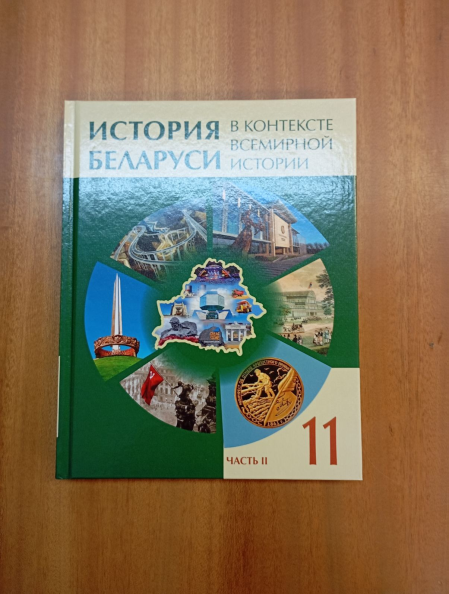 ИСТОРИЯ
БЕЛАРУСИ
В КОНТЕКСТЕ
ВСЕМИРНОЙ
ИСТОРИИ
ЧАСТЬ II
11